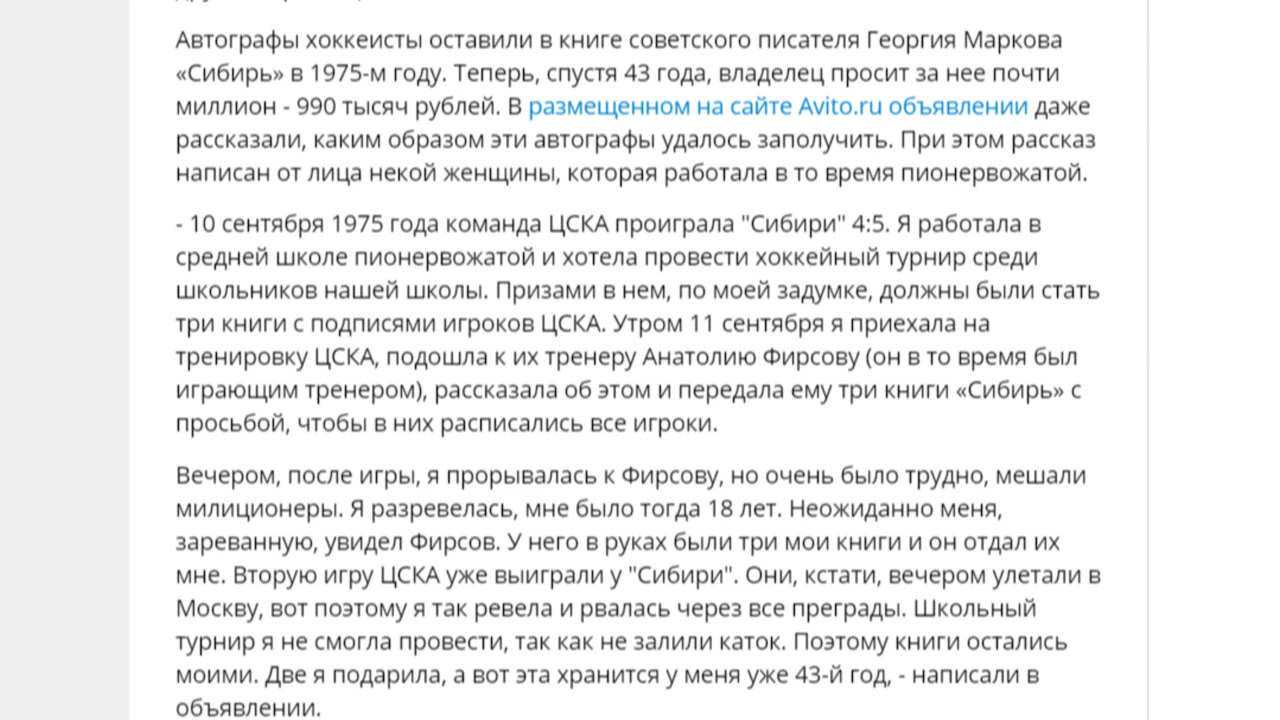 Автографы хоккеисты оставили в книге советского писателя Георгия Маркова
«Сибирь» в 1975-м году. Теперь, спустя 43 года, владелец просит за нее почти
миллион - 990 тысяч рублей. В размещенном на сайте Avito.ru объявлении даже
рассказали, каким образом эти автографы удалось заполучить. При этом рассказ
написан от лица некой женщины, которая работала в то время пионервожатой.
- 10 сентября 1975 года команда ЦСКА проиграла "Сибири" 4:5. Я работала в
средней школе пионервожатой и хотела провести хоккейный турнир среди
школьников нашей школы. Призами в нем, по моей задумке, должны были стать
три книги с подписями игроков ЦСКА. Утром 11 сентября я приехала на
тренировку ЦСКА, подошла к их тренеру Анатолию Фирсову (он в то время был
играющим тренером), рассказала об этом и передала ему три книги «Сибирь» с
просьбой, чтобы в них расписались все игроки.
Вечером, после игры, я прорывалась к Фирсову, но очень было трудно, мешали
милиционеры. Я разревелась, мне было тогда 18 лет. Неожиданно меня,
зареванную, увидел Фирсов. У него в руках были три мои книги и он отдал их
мне. Вторую игру ЦСКА уже выиграли у "Сибири". Они, кстати, вечером улетали в
Москву, вот поэтому я так ревела и рвалась через все преграды. Школьный
турнир я не смогла провести, так как не залили каток. Поэтому книги остались
моими. Две я подарила, а вот эта хранится у меня уже 43-й год, - написали в
объявлении.